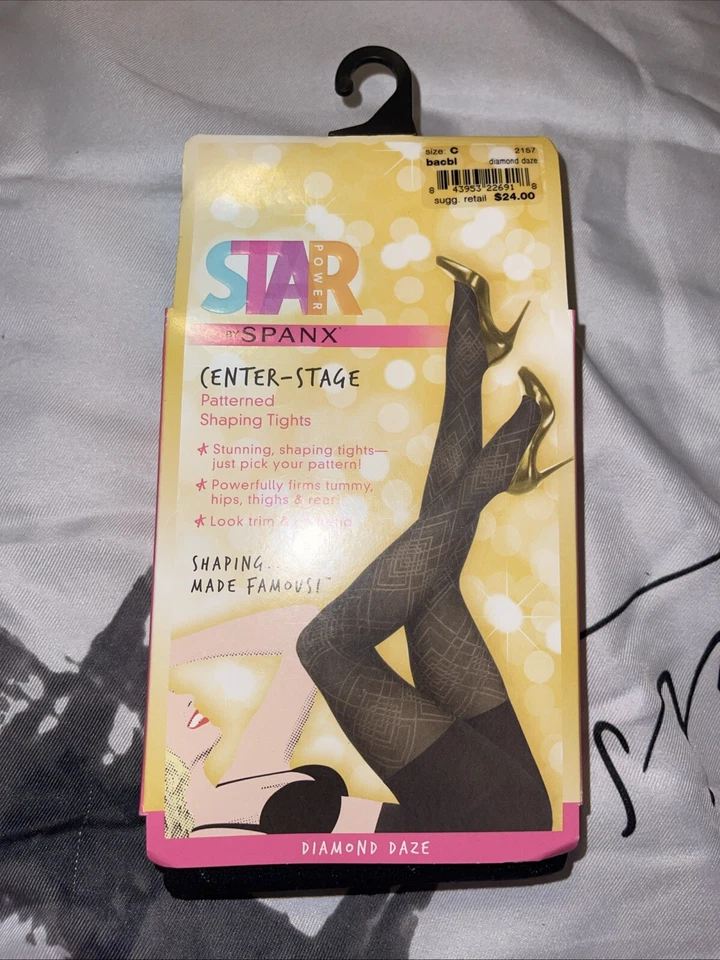 size: C 2157
bacbl diamond daze
8 43953 22691 8
sugg. retail $24.00
STAR
POWER
BY SPANX®
CENTER-STAGE
Patterned
Shaping Tights
Stunning, shaping tights—
just pick your pattern!
Powerfully firms tummy,
hips, thighs & rear!
Look trim &
SHAPING...
MADE FAMOUS!™
DIAMOND DAZE